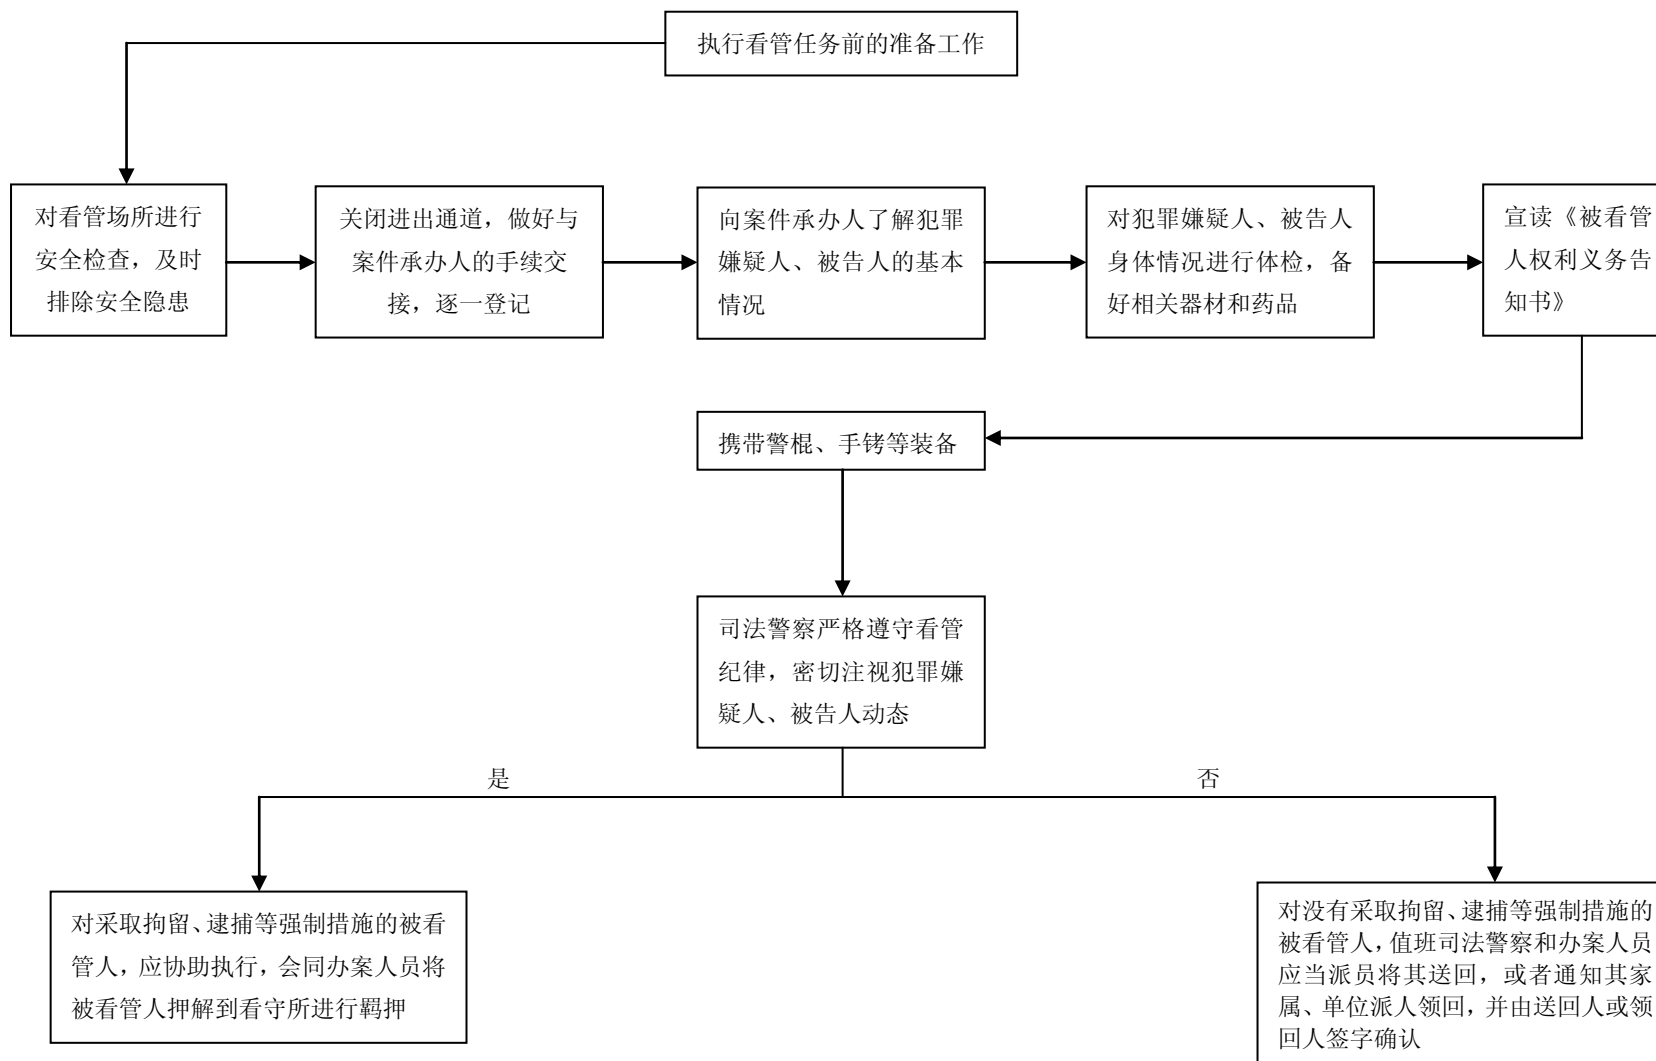 执行看管任务前的准备工作
对看管场所进行
安全检查，及时
排除安全隐患
关闭进出通道，做好与
案件承办人的手续交
接，逐一登记
向案件承办人了解犯罪
嫌疑人、被告人的基本
情况
对犯罪嫌疑人、被告人
身体情况进行体检，备
好相关器材和药品
宣读《被看管
人权利义务告
知书》
携带警棍、手铐等装备
司法警察严格遵守看管
纪律，密切注视犯罪嫌
疑人、被告人动态
是
否
对采取拘留、逮捕等强制措施的被看
管人，应协助执行，会同办案人员将
被看管人押解到看守所进行羁押
对没有采取拘留、逮捕等强制措施的
被看管人，值班司法警察和办案人员
应当派员将其送回，或者通知其家
属、单位派人领回，并由送回人或领
回人签字确认